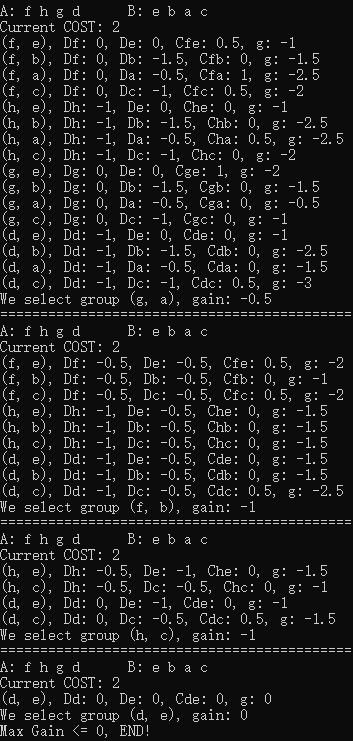 A: f h g d      B: e b a c
Current COST: 2
(f, e), Df: 0, De: 0, Cfe: 0.5, g: -1
(f, b), Df: 0, Db: -1.5, Cfb: 0, g: -1.5
(f, a), Df: 0, Da: -0.5, Cfa: 1, g: -2.5
(f, c), Df: 0, Dc: -1, Cfc: 0.5, g: -2
(h, e), Dh: -1, De: 0, Che: 0, g: -1
(h, b), Dh: -1, Db: -1.5, Chb: 0, g: -2.5
(h, a), Dh: -1, Da: -0.5, Cha: 0.5, g: -2.5
(h, c), Dh: -1, Dc: -1, Chc: 0, g: -2
(g, e), Dg: 0, De: 0, Cge: 1, g: -2
(g, b), Dg: 0, Db: -1.5, Cgb: 0, g: -1.5
(g, a), Dg: 0, Da: -0.5, Cga: 0, g: -0.5
(g, c), Dg: 0, Dc: -1, Cgc: 0, g: -1
(d, e), Dd: -1, De: 0, Cde: 0, g: -1
(d, b), Dd: -1, Db: -1.5, Cdb: 0, g: -2.5
(d, a), Dd: -1, Da: -0.5, Cda: 0, g: -1.5
(d, c), Dd: -1, Dc: -1, Cdc: 0.5, g: -3
We select group (g, a), gain: -0.5
==================================================
A: f h g d      B: e b a c
Current COST: 2
(f, e), Df: -0.5, De: -0.5, Cfe: 0.5, g: -2
(f, b), Df: -0.5, Db: -0.5, Cfb: 0, g: -1
(f, c), Df: -0.5, Dc: -0.5, Cfc: 0.5, g: -2
(h, e), Dh: -1, De: -0.5, Che: 0, g: -1.5
(h, b), Dh: -1, Db: -0.5, Chb: 0, g: -1.5
(h, c), Dh: -1, Dc: -0.5, Chc: 0, g: -1.5
(d, e), Dd: -1, De: -0.5, Cde: 0, g: -1.5
(d, b), Dd: -1, Db: -0.5, Cdb: 0, g: -1.5
(d, c), Dd: -1, Dc: -0.5, Cdc: 0.5, g: -2.5
We select group (f, b), gain: -1
==================================================
A: f h g d      B: e b a c
Current COST: 2
(h, e), Dh: -0.5, De: -1, Che: 0, g: -1.5
(h, c), Dh: -0.5, Dc: -0.5, Chc: 0, g: -1
(d, e), Dd: 0, De: -1, Cde: 0, g: -1
(d, c), Dd: 0, Dc: -0.5, Cdc: 0.5, g: -1.5
We select group (h, c), gain: -1
==================================================
A: f h g d      B: e b a c
Current COST: 2
(d, e), Dd: 0, De: 0, Cde: 0, g: 0
We select group (d, e), gain: 0
Max Gain <= 0, END!